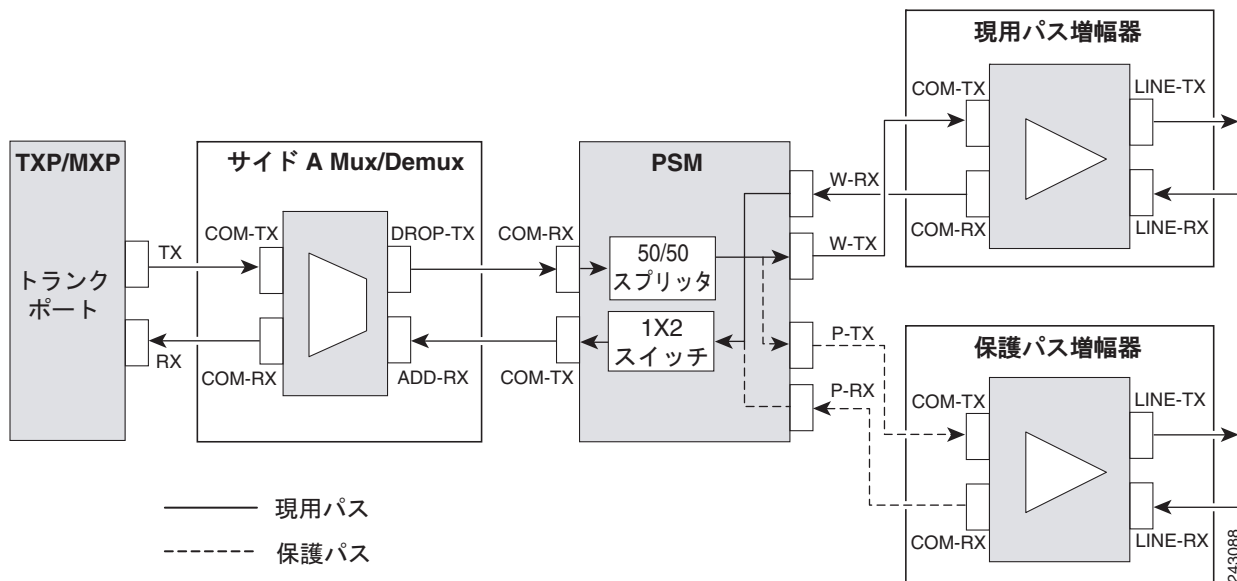 現用パス増幅器
COM-TX
LINE-TX
COM-RX
LINE-RX
TXP/MXP
トランク
ポート
TX
RX
サイド A Mux/Demux
COM-TX
DROP-TX
COM-RX
ADD-RX
PSM
COM-RX
50/50
スプリッタ
1X2
スイッチ
COM-TX
W-RX
W-TX
P-TX
P-RX
保護パス増幅器
COM-TX
LINE-TX
COM-RX
LINE-RX
現用パス
保護パス
243088